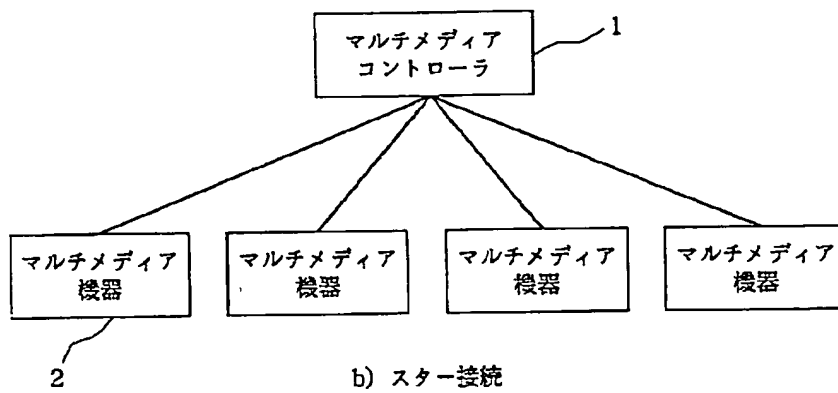 マルチメディア
コントローラ
1
マルチメディア
機器
マルチメディア
機器
マルチメディア
機器
マルチメディア
機器
2
b) スター接続